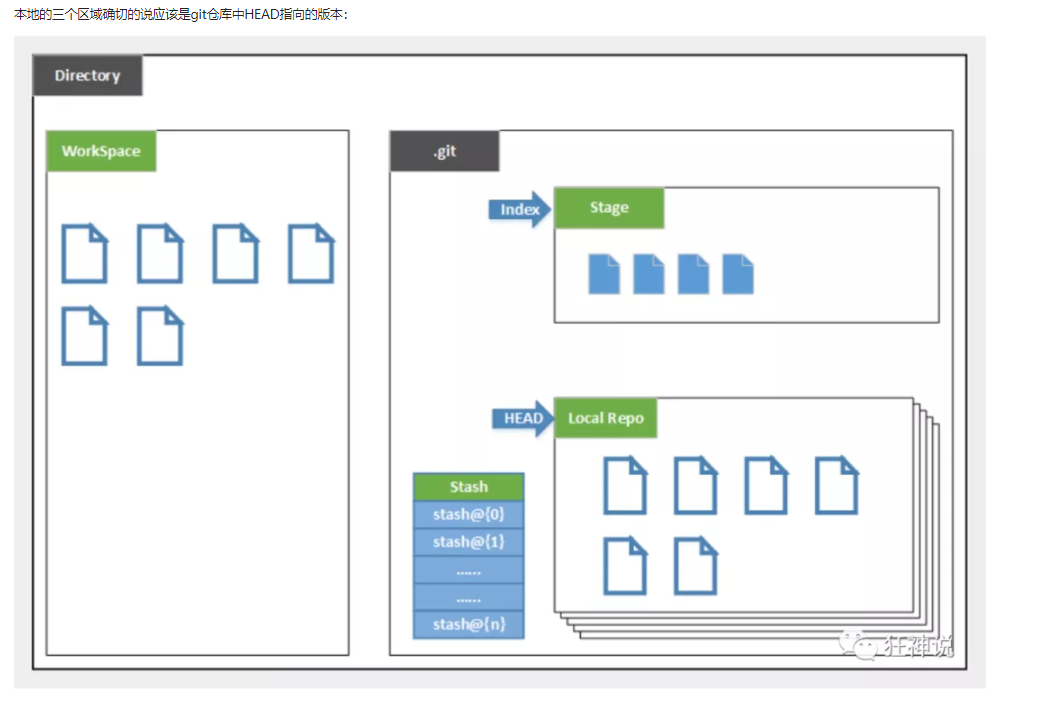 本地的三个区域确切的说应该是git仓库中HEAD指向的版本：
Directory
WorkSpace
.git
Index
Stage
HEAD
Local Repo
Stash
stash@{0}
stash@{1}
......
......
stash@{n}
狂神说